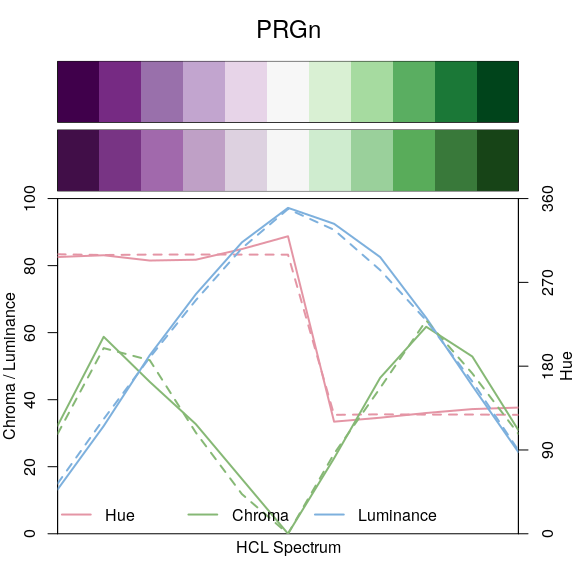 PRGn
100
80
60
40
20
0
Chroma / Luminance
360
270
180
90
0
Hue
Hue
Chroma
Luminance
HCL Spectrum